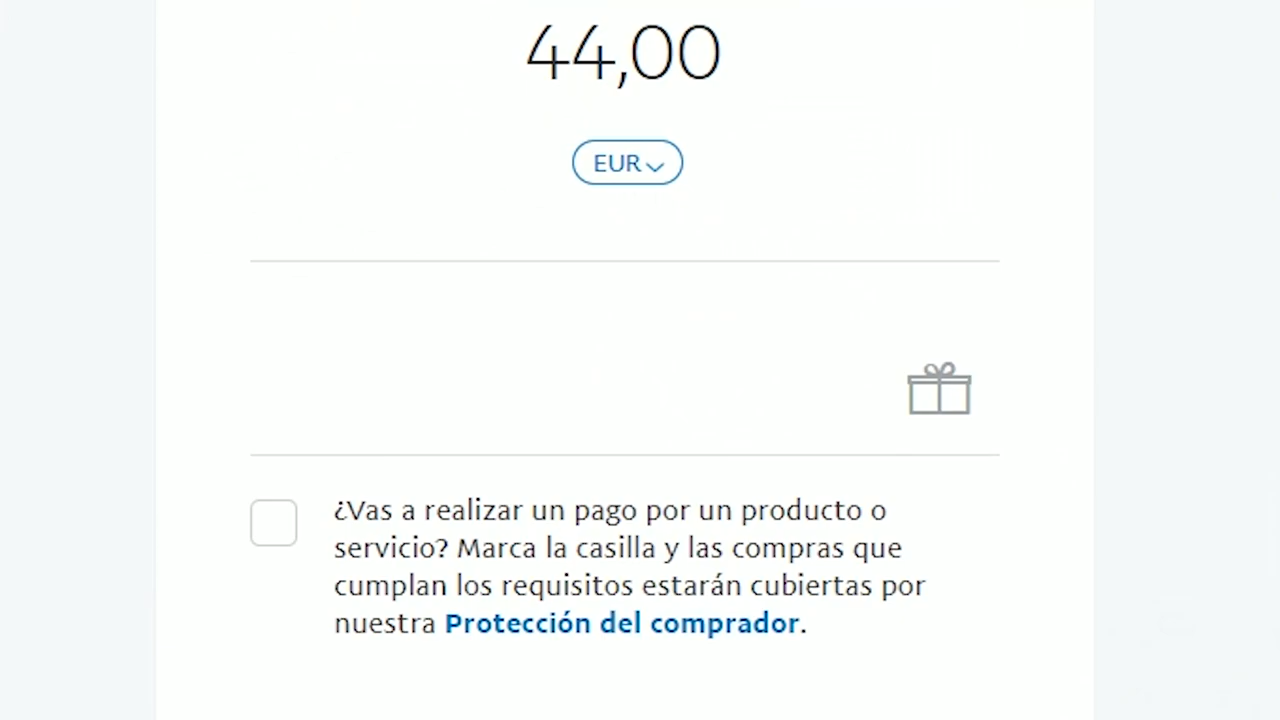 44,00
EUR
¿Vas a realizar un pago por un producto o
servicio? Marca la casilla y las compras que
cumplan los requisitos estarán cubiertas por
nuestra Protección del comprador.